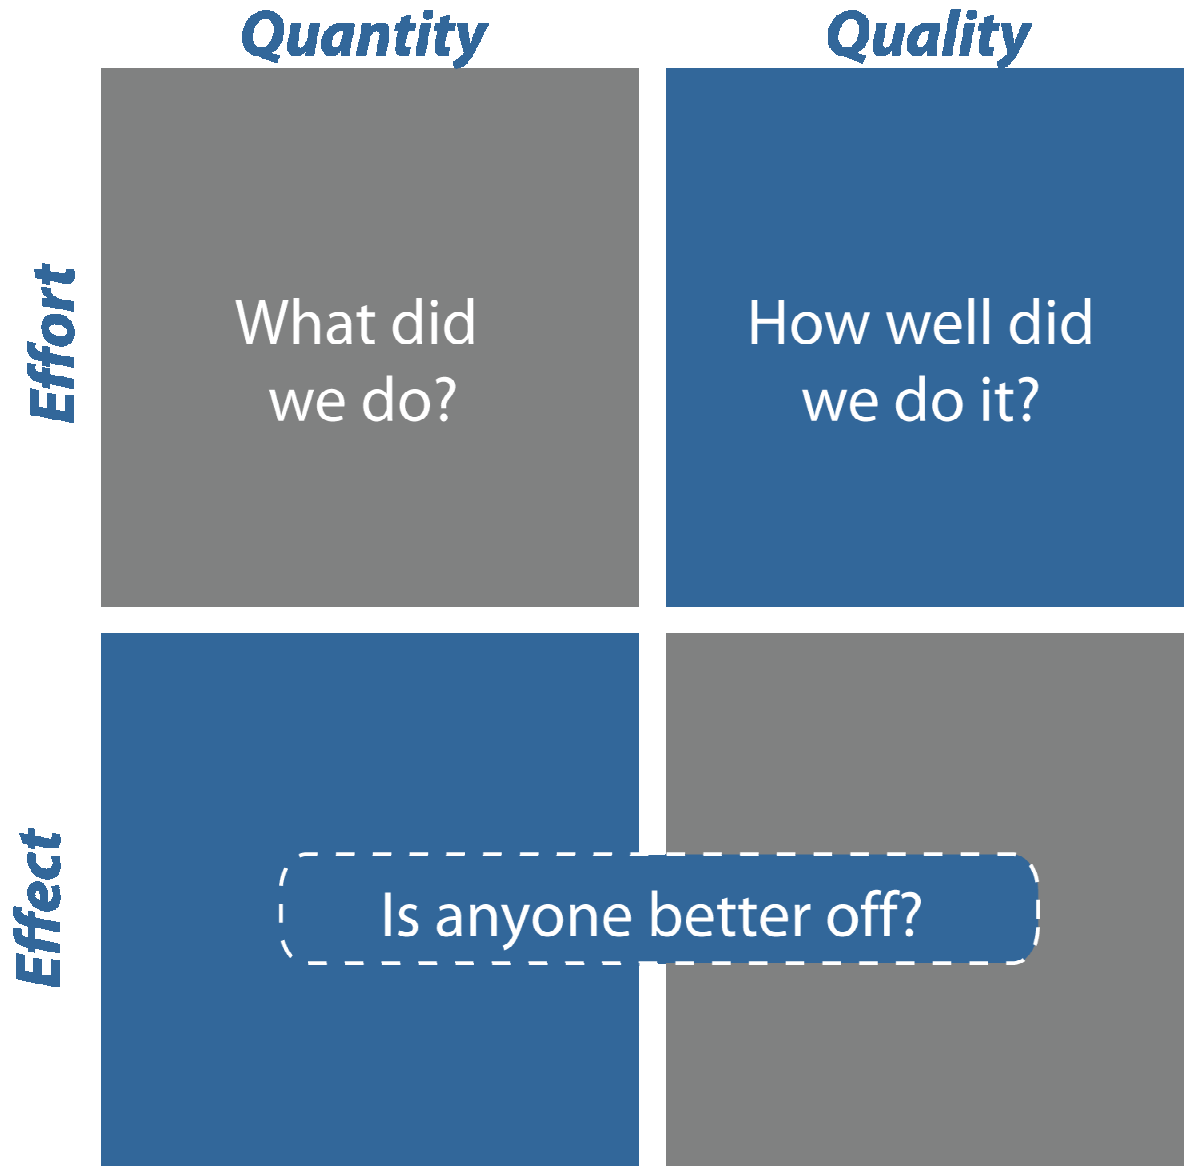 Quantity
Quality
Effort
What did
we do?
How well did
we do it?
Effect
Is anyone better off?